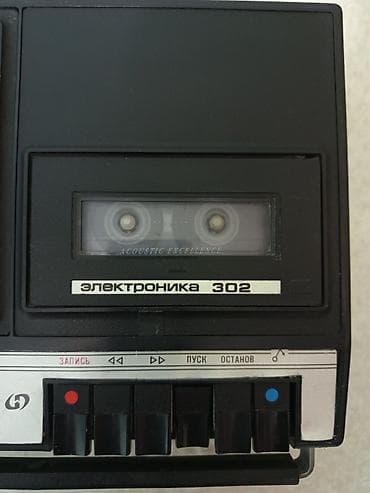 ACOUSTIC EXCELLENCE
электроника 302
ЗАПИСЬ ПУСК ОСТАНОВ